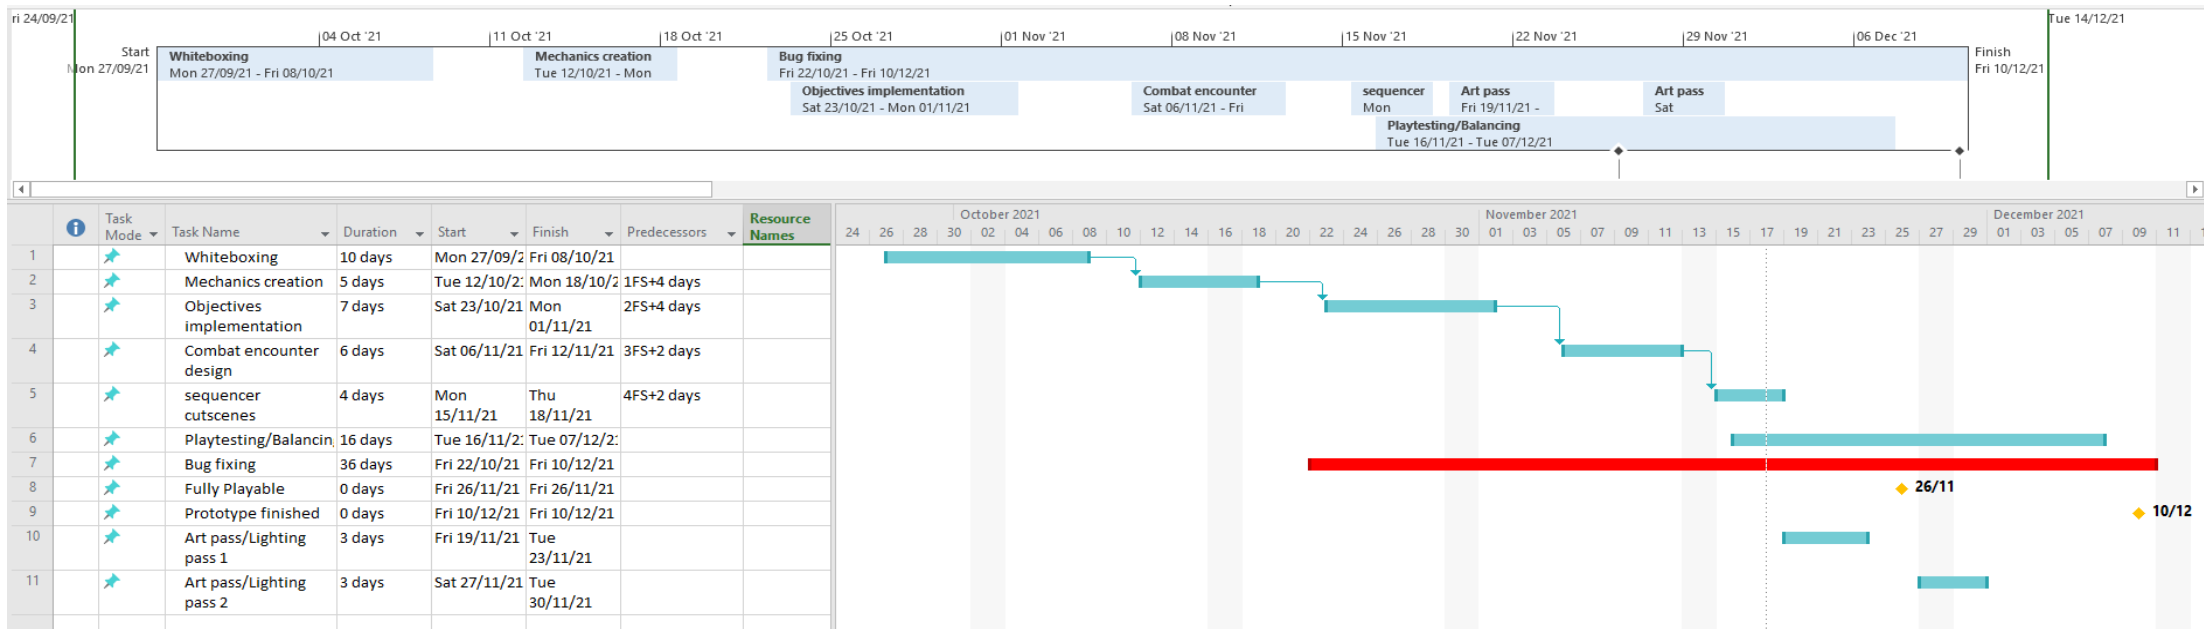 ri 24/09/21
Tue 14/12/21
04 Oct '21 11 Oct '21 18 Oct '21 25 Oct '21 01 Nov '21 08 Nov '21 15 Nov '21 22 Nov '21 29 Nov '21 06 Dec '21
Start
Mon 27/09/21
Whiteboxing
Mon 27/09/21 - Fri 08/10/21
Mechanics creation
Tue 12/10/21 - Mon
Bug fixing
Fri 22/10/21 - Fri 10/12/21
Finish
Fri 10/12/21
Objectives implementation
Sat 23/10/21 - Mon 01/11/21
Combat encounter
Sat 06/11/21 - Fri
sequencer
Mon
Art pass
Fri 19/11/21 -
Art pass
Sat
Playtesting/Balancing
Tue 16/11/21 - Tue 07/12/21
Task Mode Task Name Duration Start Finish Predecessors Resource Names
October 2021 November 2021 December 2021
24 26 28 30 02 04 06 08 10 12 14 16 18 20 22 24 26 28 30 01 03 05 07 09 11 13 15 17 19 21 23 25 27 29 01 03 05 07 09 11 1
1 Whiteboxing 10 days Mon 27/09/2 Fri 08/10/21
2 Mechanics creation 5 days Tue 12/10/2 Mon 18/10/2 1FS+4 days
3 Objectives implementation 7 days Sat 23/10/21 Mon 01/11/21 2FS+4 days
4 Combat encounter design 6 days Sat 06/11/21 Fri 12/11/21 3FS+2 days
5 sequencer cutscenes 4 days Mon 15/11/21 Thu 18/11/21 4FS+2 days
6 Playtesting/Balancin 16 days Tue 16/11/2 Tue 07/12/2
7 Bug fixing 36 days Fri 22/10/21 Fri 10/12/21
8 Fully Playable 0 days Fri 26/11/21 Fri 26/11/21
26/11
9 Prototype finished 0 days Fri 10/12/21 Fri 10/12/21
10/12
10 Art pass/Lighting pass 1 3 days Fri 19/11/21 Tue 23/11/21
11 Art pass/Lighting pass 2 3 days Sat 27/11/21 Tue 30/11/21